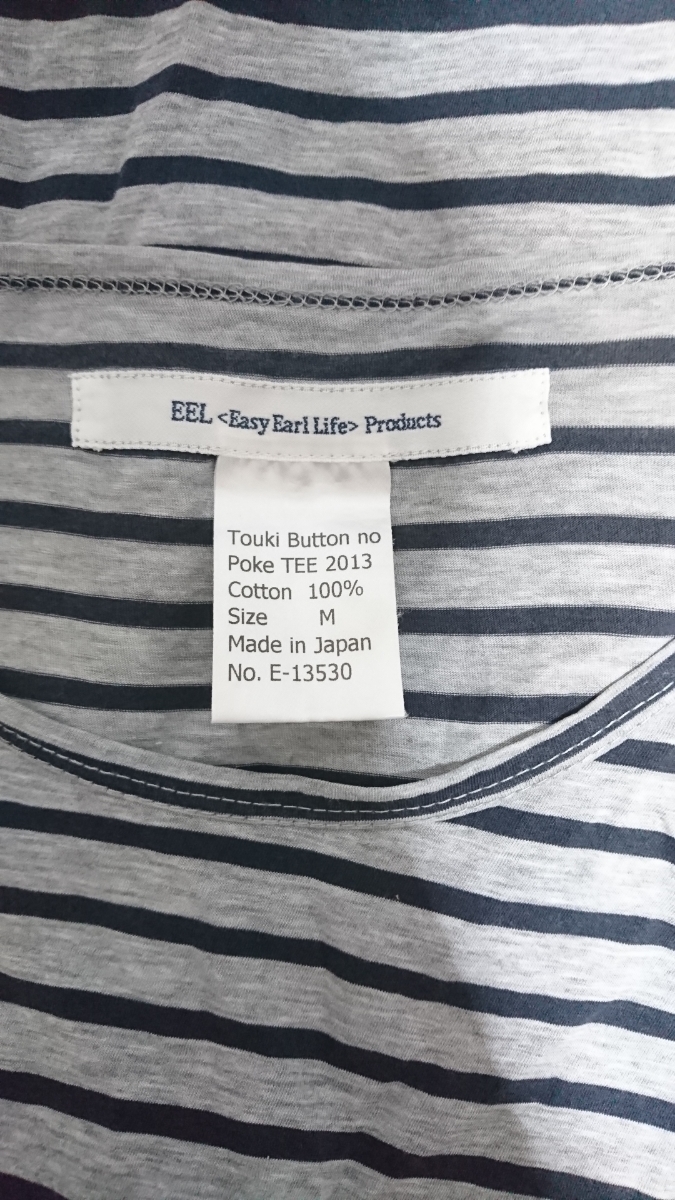 EEL <Easy Earl Life> Products
Touki Button no
Poke TEE 2013
Cotton 100%
Size M
Made in Japan
No. E-13530